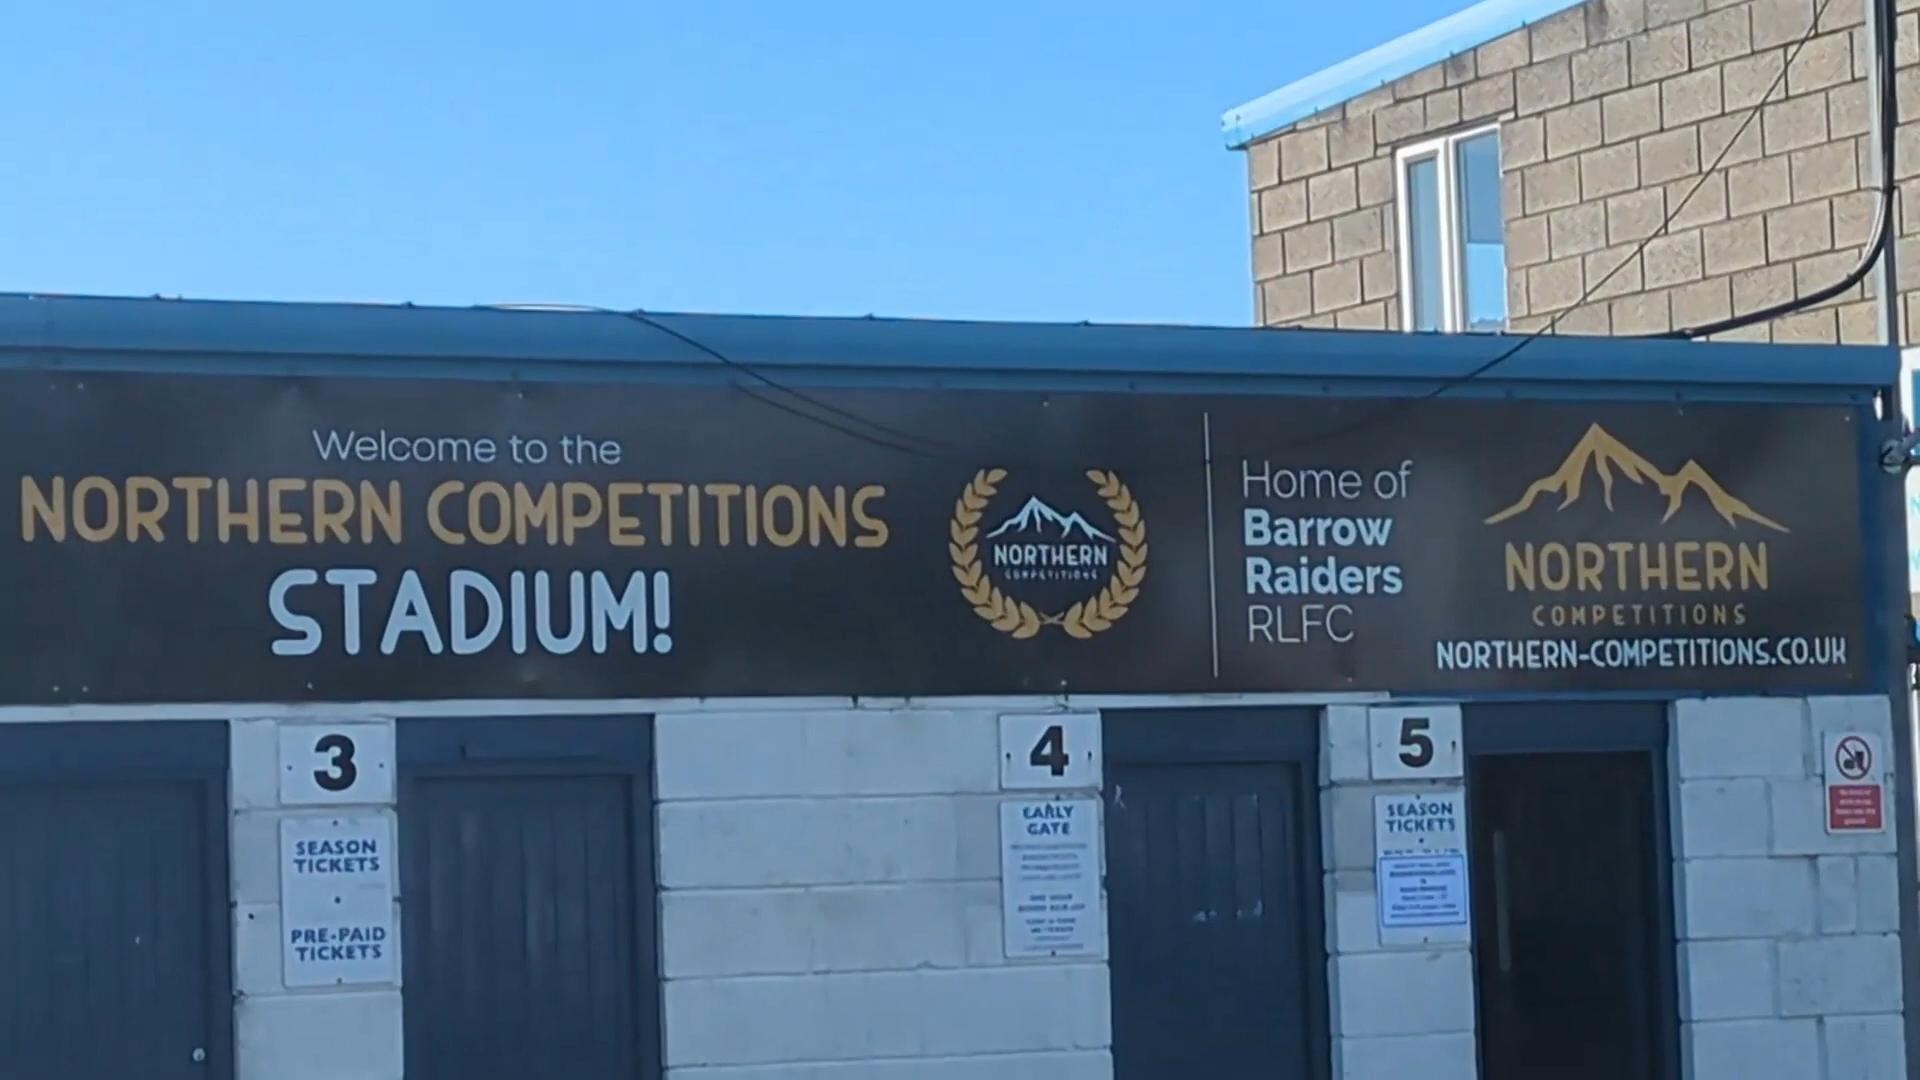 Welcome to the
NORTHERN COMPETITIONS
STADIUM!
NORTHERN
COMPETITIONS
Home of
Barrow
Raiders
RLFC
NORTHERN
COMPETITIONS
NORTHERN-COMPETITIONS.CO.UK
3
SEASON
TICKETS
PRE-PAID
TICKETS
4
EARLY
GATE
5
SEASON
TICKETS